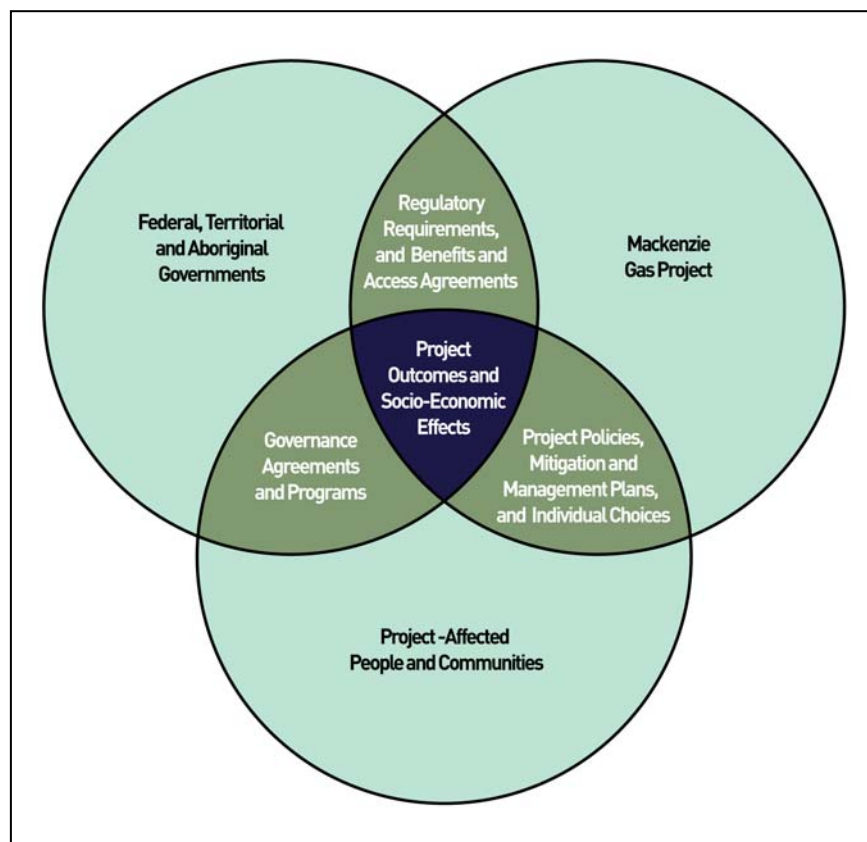 Federal, Territorial
and Aboriginal
Governments
Regulatory
Requirements,
and Benefits and
Access Agreements
Mackenzie
Gas Project
Project
Outcomes and
Socio-Economic
Effects
Governance
Agreements
and Programs
Project Policies,
Mitigation and
Management Plans,
and Individual Choices
Project -Affected
People and Communities